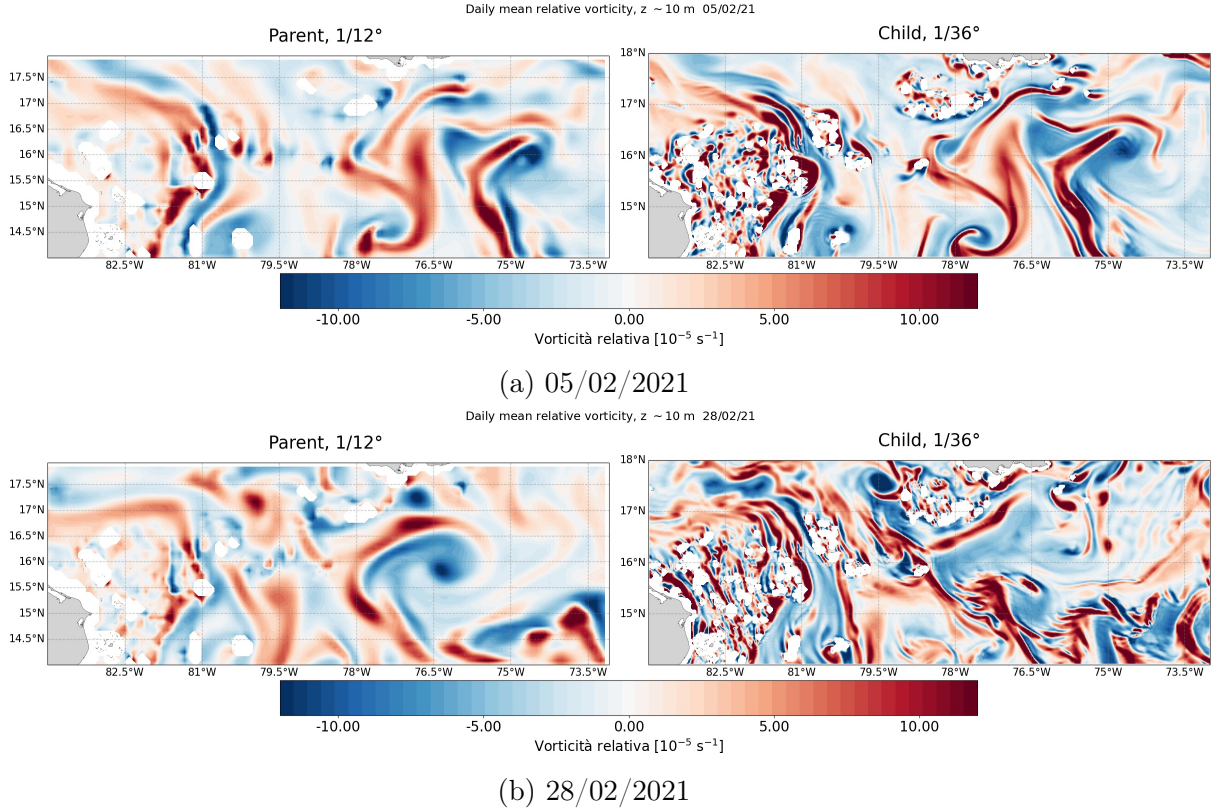 Daily mean relative vorticity, z ∼10 m 05/02/21
Parent, 1/12°
Child, 1/36°
17.5°N
17°N
16.5°N
16°N
15.5°N
15°N
14.5°N
82.5°W 81°W 79.5°W 78°W 76.5°W 75°W 73.5°W
18°N
17°N
16°N
15°N
82.5°W 81°W 79.5°W 78°W 76.5°W 75°W 73.5°W
-10.00 -5.00 0.00 5.00 10.00
Vorticità relativa [10⁻⁵ s⁻¹]
(a) 05/02/2021
Daily mean relative vorticity, z ∼10 m 28/02/21
Parent, 1/12°
Child, 1/36°
17.5°N
17°N
16.5°N
16°N
15.5°N
15°N
14.5°N
82.5°W 81°W 79.5°W 78°W 76.5°W 75°W 73.5°W
18°N
17°N
16°N
15°N
82.5°W 81°W 79.5°W 78°W 76.5°W 75°W 73.5°W
-10.00 -5.00 0.00 5.00 10.00
Vorticità relativa [10⁻⁵ s⁻¹]
(b) 28/02/2021